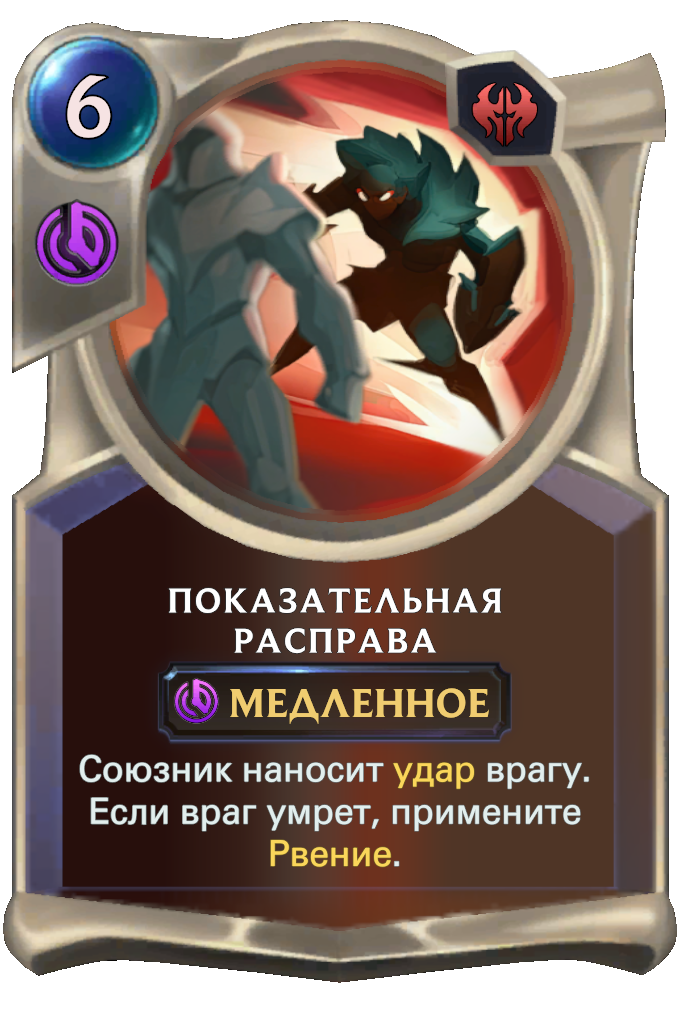 6
ПОКАЗАТЕЛЬНАЯ
РАСПРАВА
МЕДЛЕННОЕ
Союзник наносит удар врагу.
Если враг умрет, примените
Рвение.